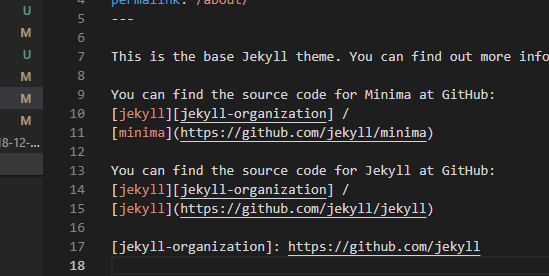 U
M
U
M
M
M
18-12-...
4 permalink: /about/
5 ---
6
7 This is the base Jekyll theme. You can find out more info
8
9 You can find the source code for Minima at GitHub:
10 [jekyll][jekyll-organization] /
11 [minima](https://github.com/jekyll/minima)
12
13 You can find the source code for Jekyll at GitHub:
14 [jekyll][jekyll-organization] /
15 [jekyll](https://github.com/jekyll/jekyll)
16
17 [jekyll-organization]: https://github.com/jekyll
18